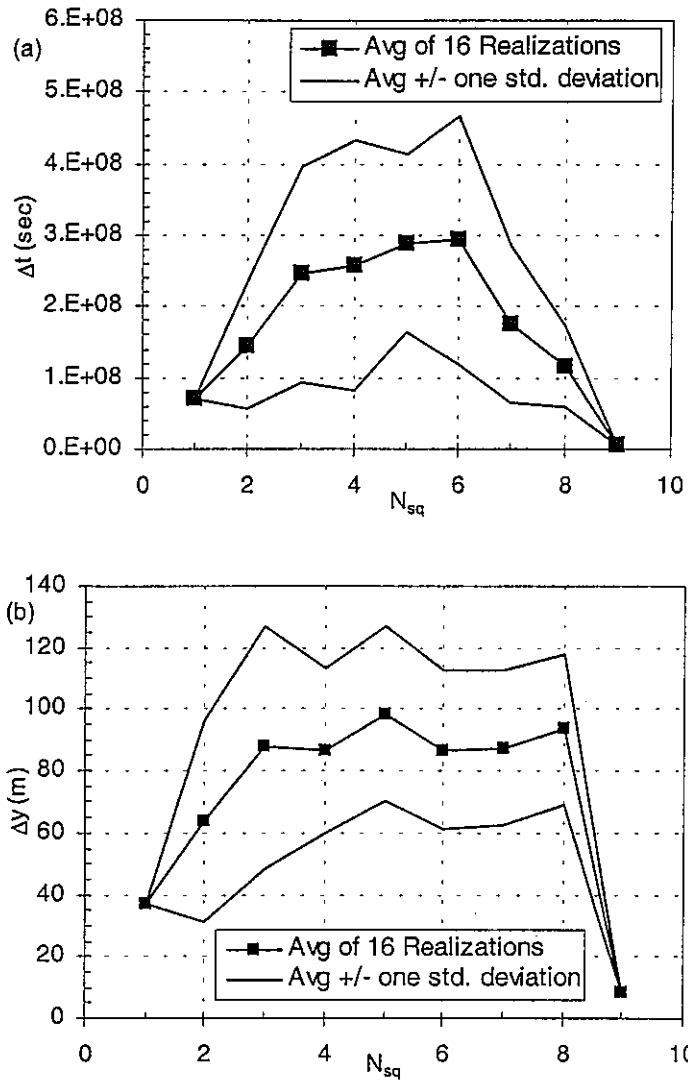 (a)
6.E+08
5.E+08
4.E+08
3.E+08
2.E+08
1.E+08
0.E+00
Δt (sec)
Avg of 16 Realizations
Avg +/- one std. deviation
0 2 4 6 8 10
N_sq
(b)
140
120
100
80
60
40
20
0
Δy (m)
Avg of 16 Realizations
Avg +/- one std. deviation
0 2 4 6 8 10
N_sq